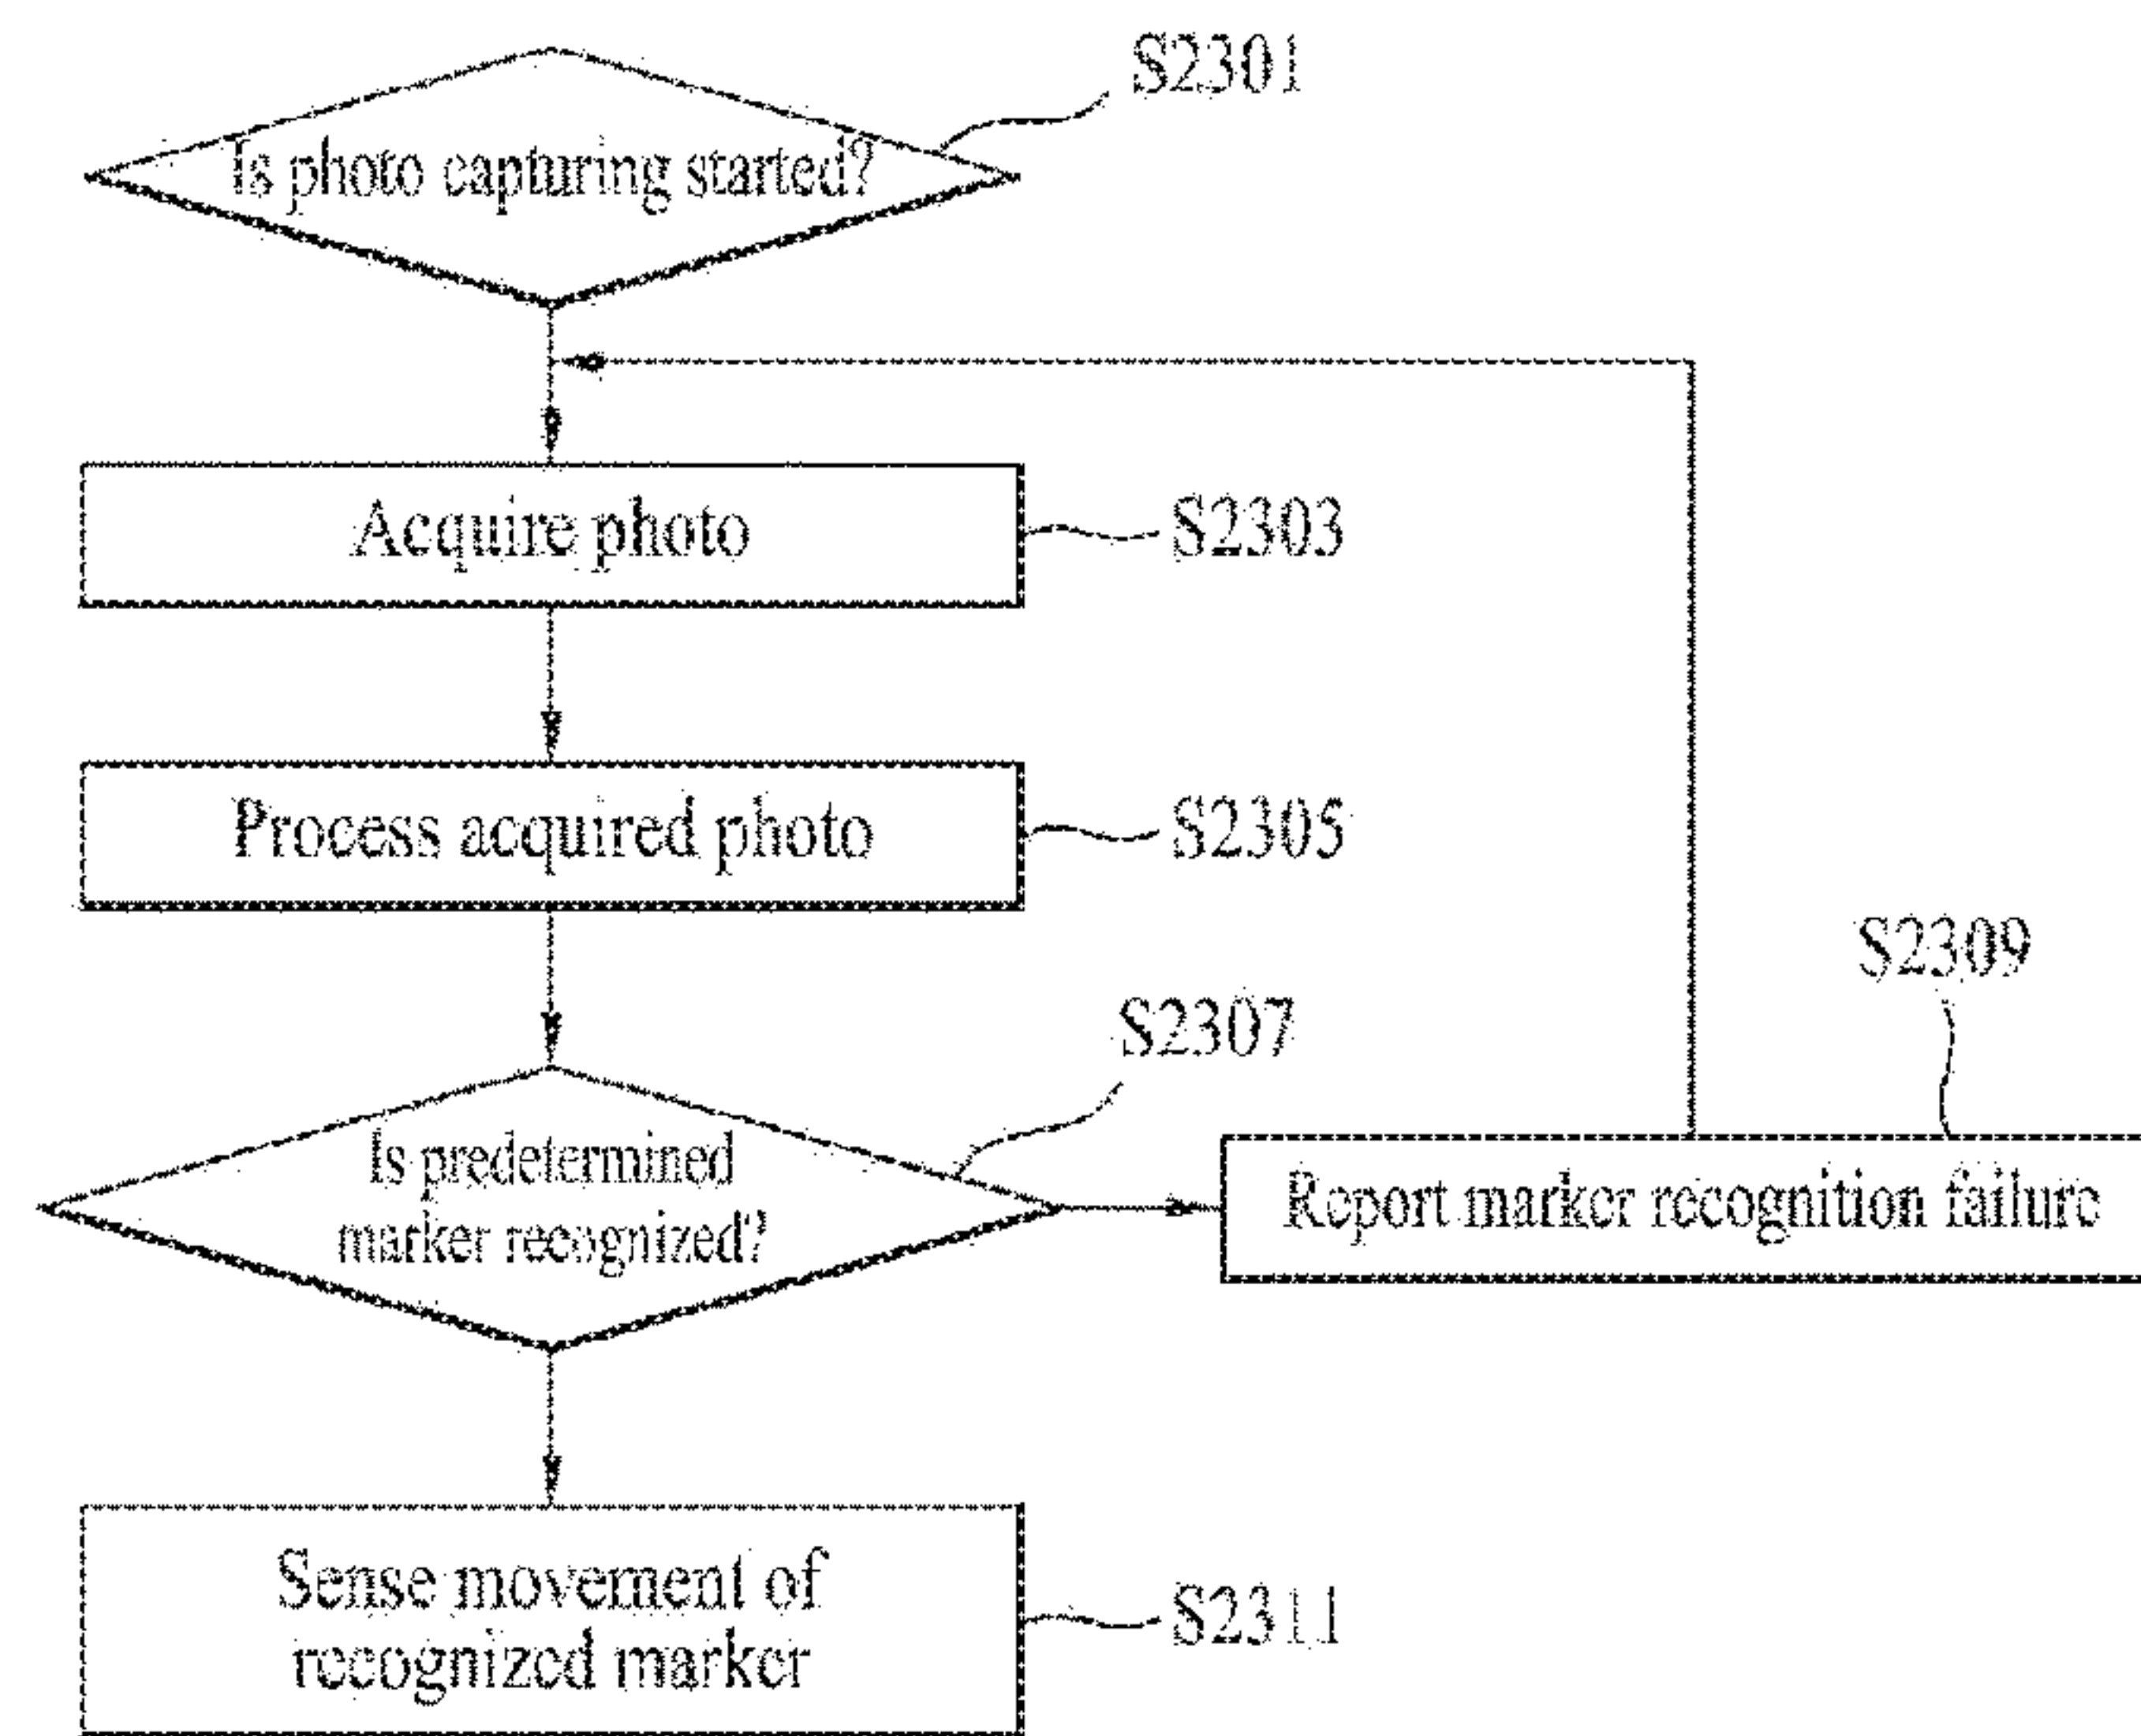 S2301
Is photo capturing started?
Acquire photo
S2303
Process acquired photo
S2305
S2309
S2307
Is predetermined
marker recognized?
Report marker recognition failure
Sense movement of
recognized marker
S2311